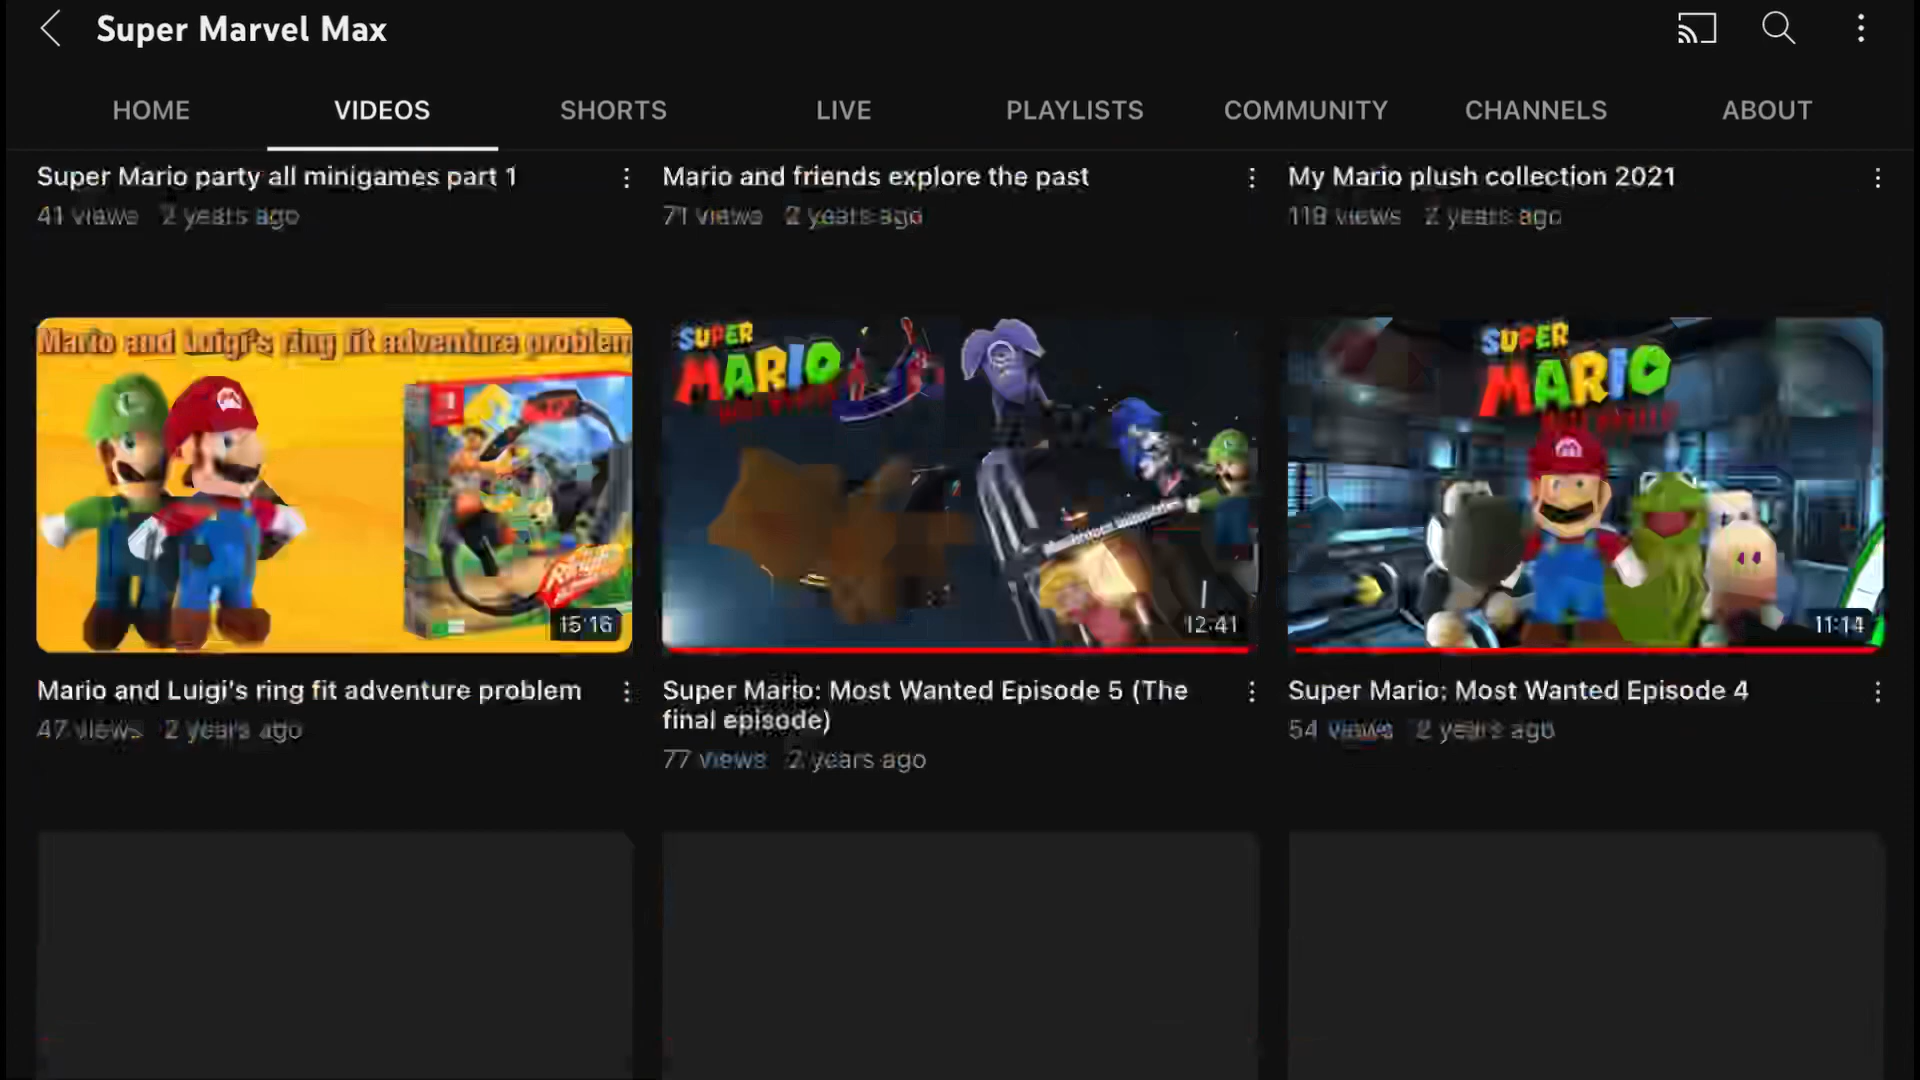 Super Marvel Max
HOME VIDEOS SHORTS LIVE PLAYLISTS COMMUNITY CHANNELS ABOUT
Super Mario party all minigames part 1
41 views 2 years ago
Mario and friends explore the past
71 views 2 years ago
My Mario plush collection 2021
118 views 2 years ago
Mario and Luigi's ring fit adventure problem
15:16
Mario and Luigi's ring fit adventure problem
47 views 2 years ago
SUPER
MARIO
12:41
Super Mario: Most Wanted Episode 5 (The
final episode)
77 views 2 years ago
SUPER
MARIO
11:14
Super Mario: Most Wanted Episode 4
54 views 2 years ago